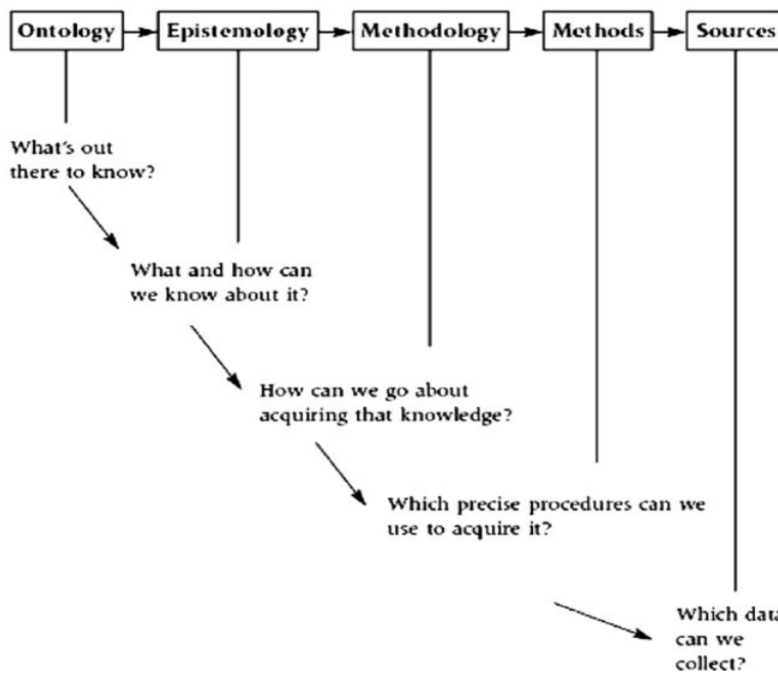 Ontology Epistemology Methodology Methods Sources
What's out
there to know?
What and how can
we know about it?
How can we go about
acquiring that knowledge?
Which precise procedures can we
use to acquire it?
Which data
can we
collect?